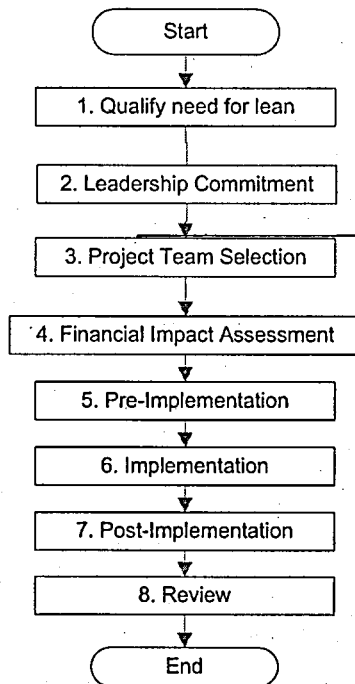 Start
1. Qualify need for lean
2. Leadership Commitment
3. Project Team Selection
4. Financial Impact Assessment
5. Pre-Implementation
6. Implementation
7. Post-Implementation
8. Review
End